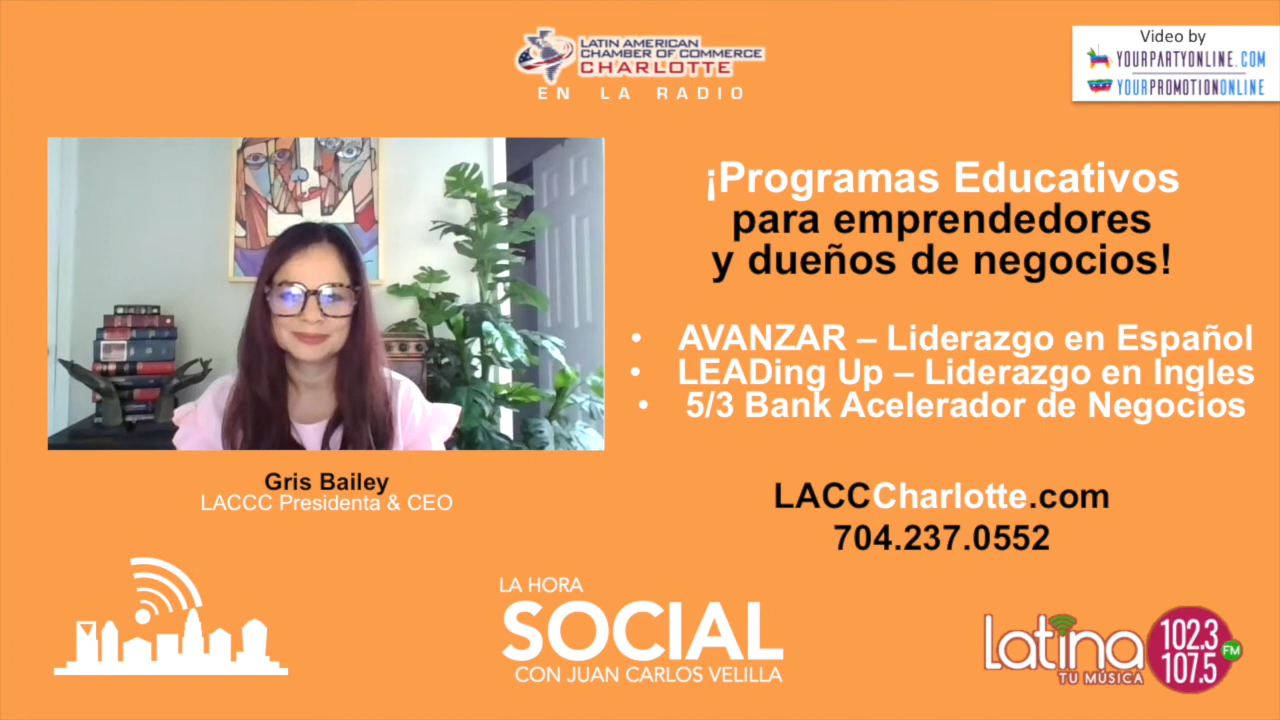 LATIN AMERICAN
CHAMBER OF COMMERCE
CHARLOTTE
EN LA RADIO
Video by
YOURPARTYONLINE.COM
YOURPROMOTIONONLINE
¡Programas Educativos
para emprendedores
y dueños de negocios!
• AVANZAR – Liderazgo en Español
• LEADing Up – Liderazgo en Ingles
• 5/3 Bank Acelerador de Negocios
Gris Bailey
LACCC Presidenta & CEO
LACCCharlotte.com
704.237.0552
LA HORA
SOCIAL
CON JUAN CARLOS VELILLA
Latina
TU MÚSICA
102.3
107.5
FM